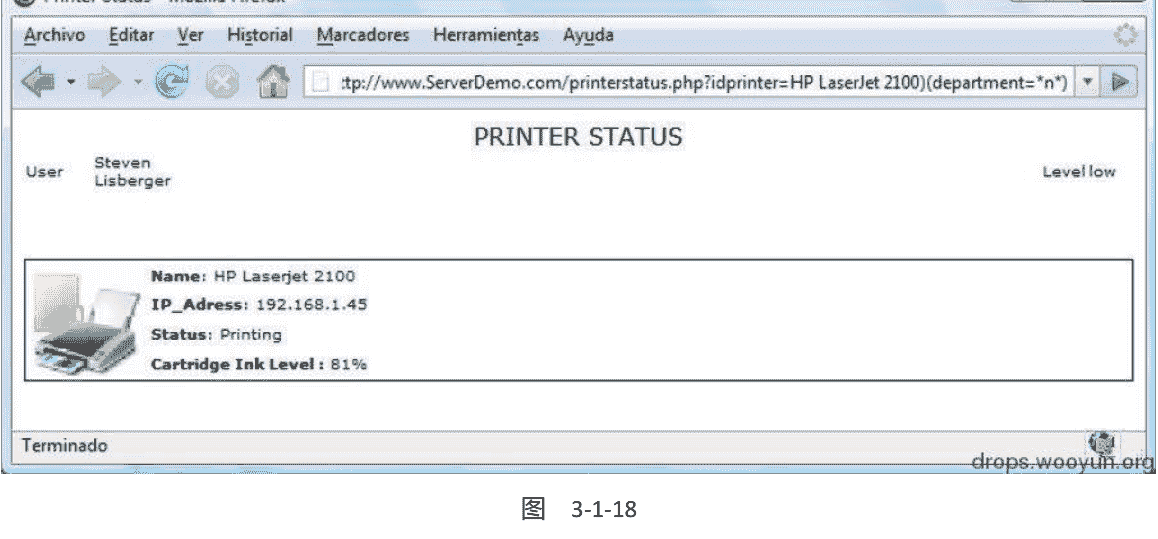 Archivo Editar Ver Historial Marcadores Herramientas Ayuda
:tp://www.ServerDemo.com/printerstatus.php?idprinter=HP LaserJet 2100)(department=*n*)
PRINTER STATUS
User Steven Lisberger Level low
Name: HP Laserjet 2100
IP_Adress: 192.168.1.45
Status: Printing
Cartridge Ink Level : 81%
Terminado
drops.wooyun.org
图 3-1-18